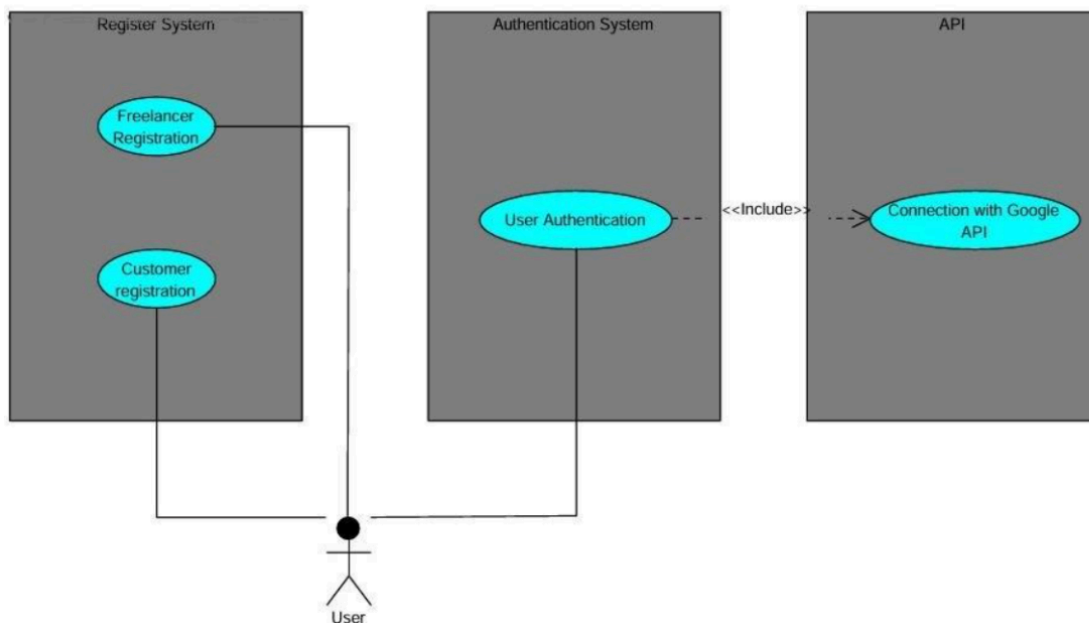 Register System
Freelancer
Registration
Customer
registration
Authentication System
User Authentication
<<Include>>
API
Connection with Google
API
User